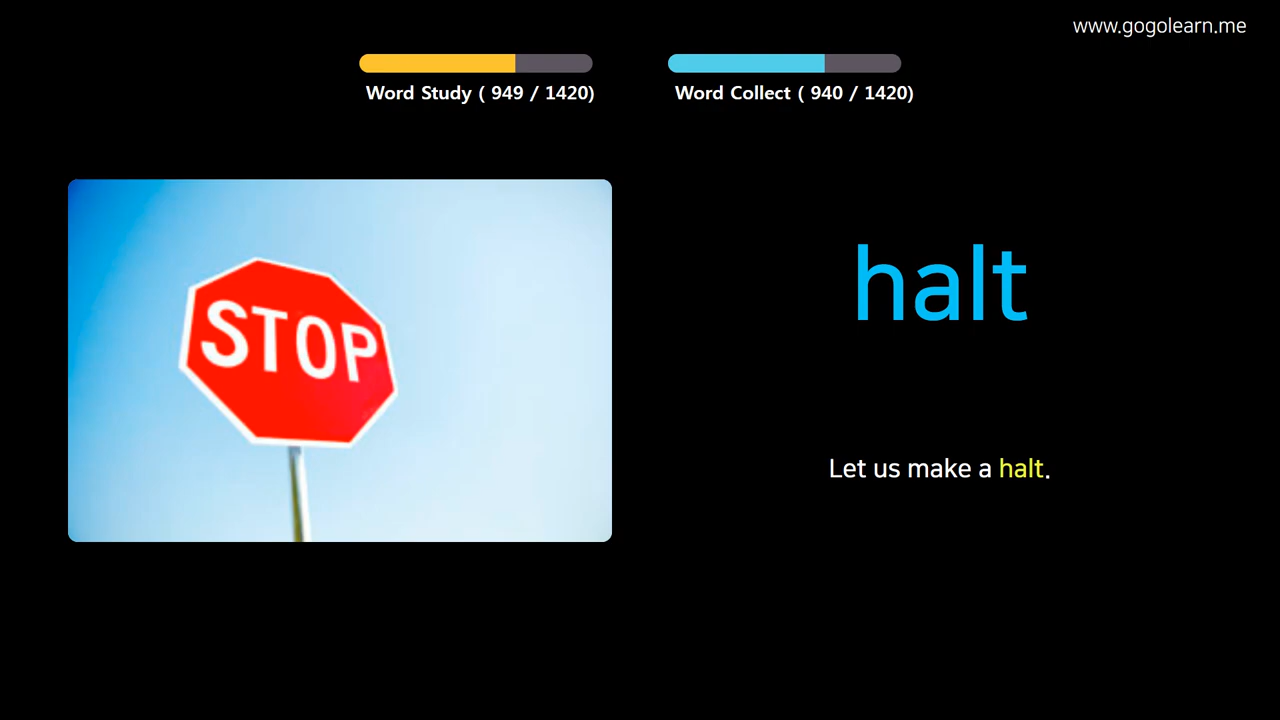 www.gogolearn.me
Word Study ( 949 / 1420) Word Collect ( 940 / 1420)
STOP
halt
Let us make a halt.